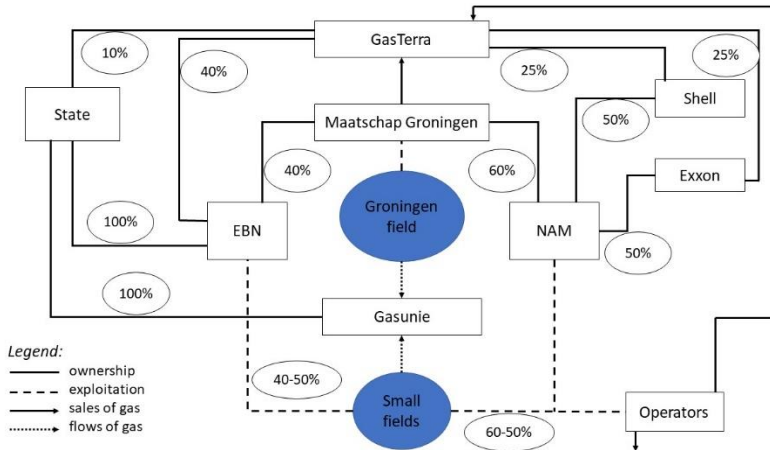 GasTerra
10%
40%
25%
25%
State
Shell
Maatschap Groningen
50%
40%
60%
Exxon
Groningen
field
100%
EBN
NAM
50%
100%
Gasunie
Legend:
ownership
exploitation
sales of gas
flows of gas
40-50%
Small
fields
60-50%
Operators